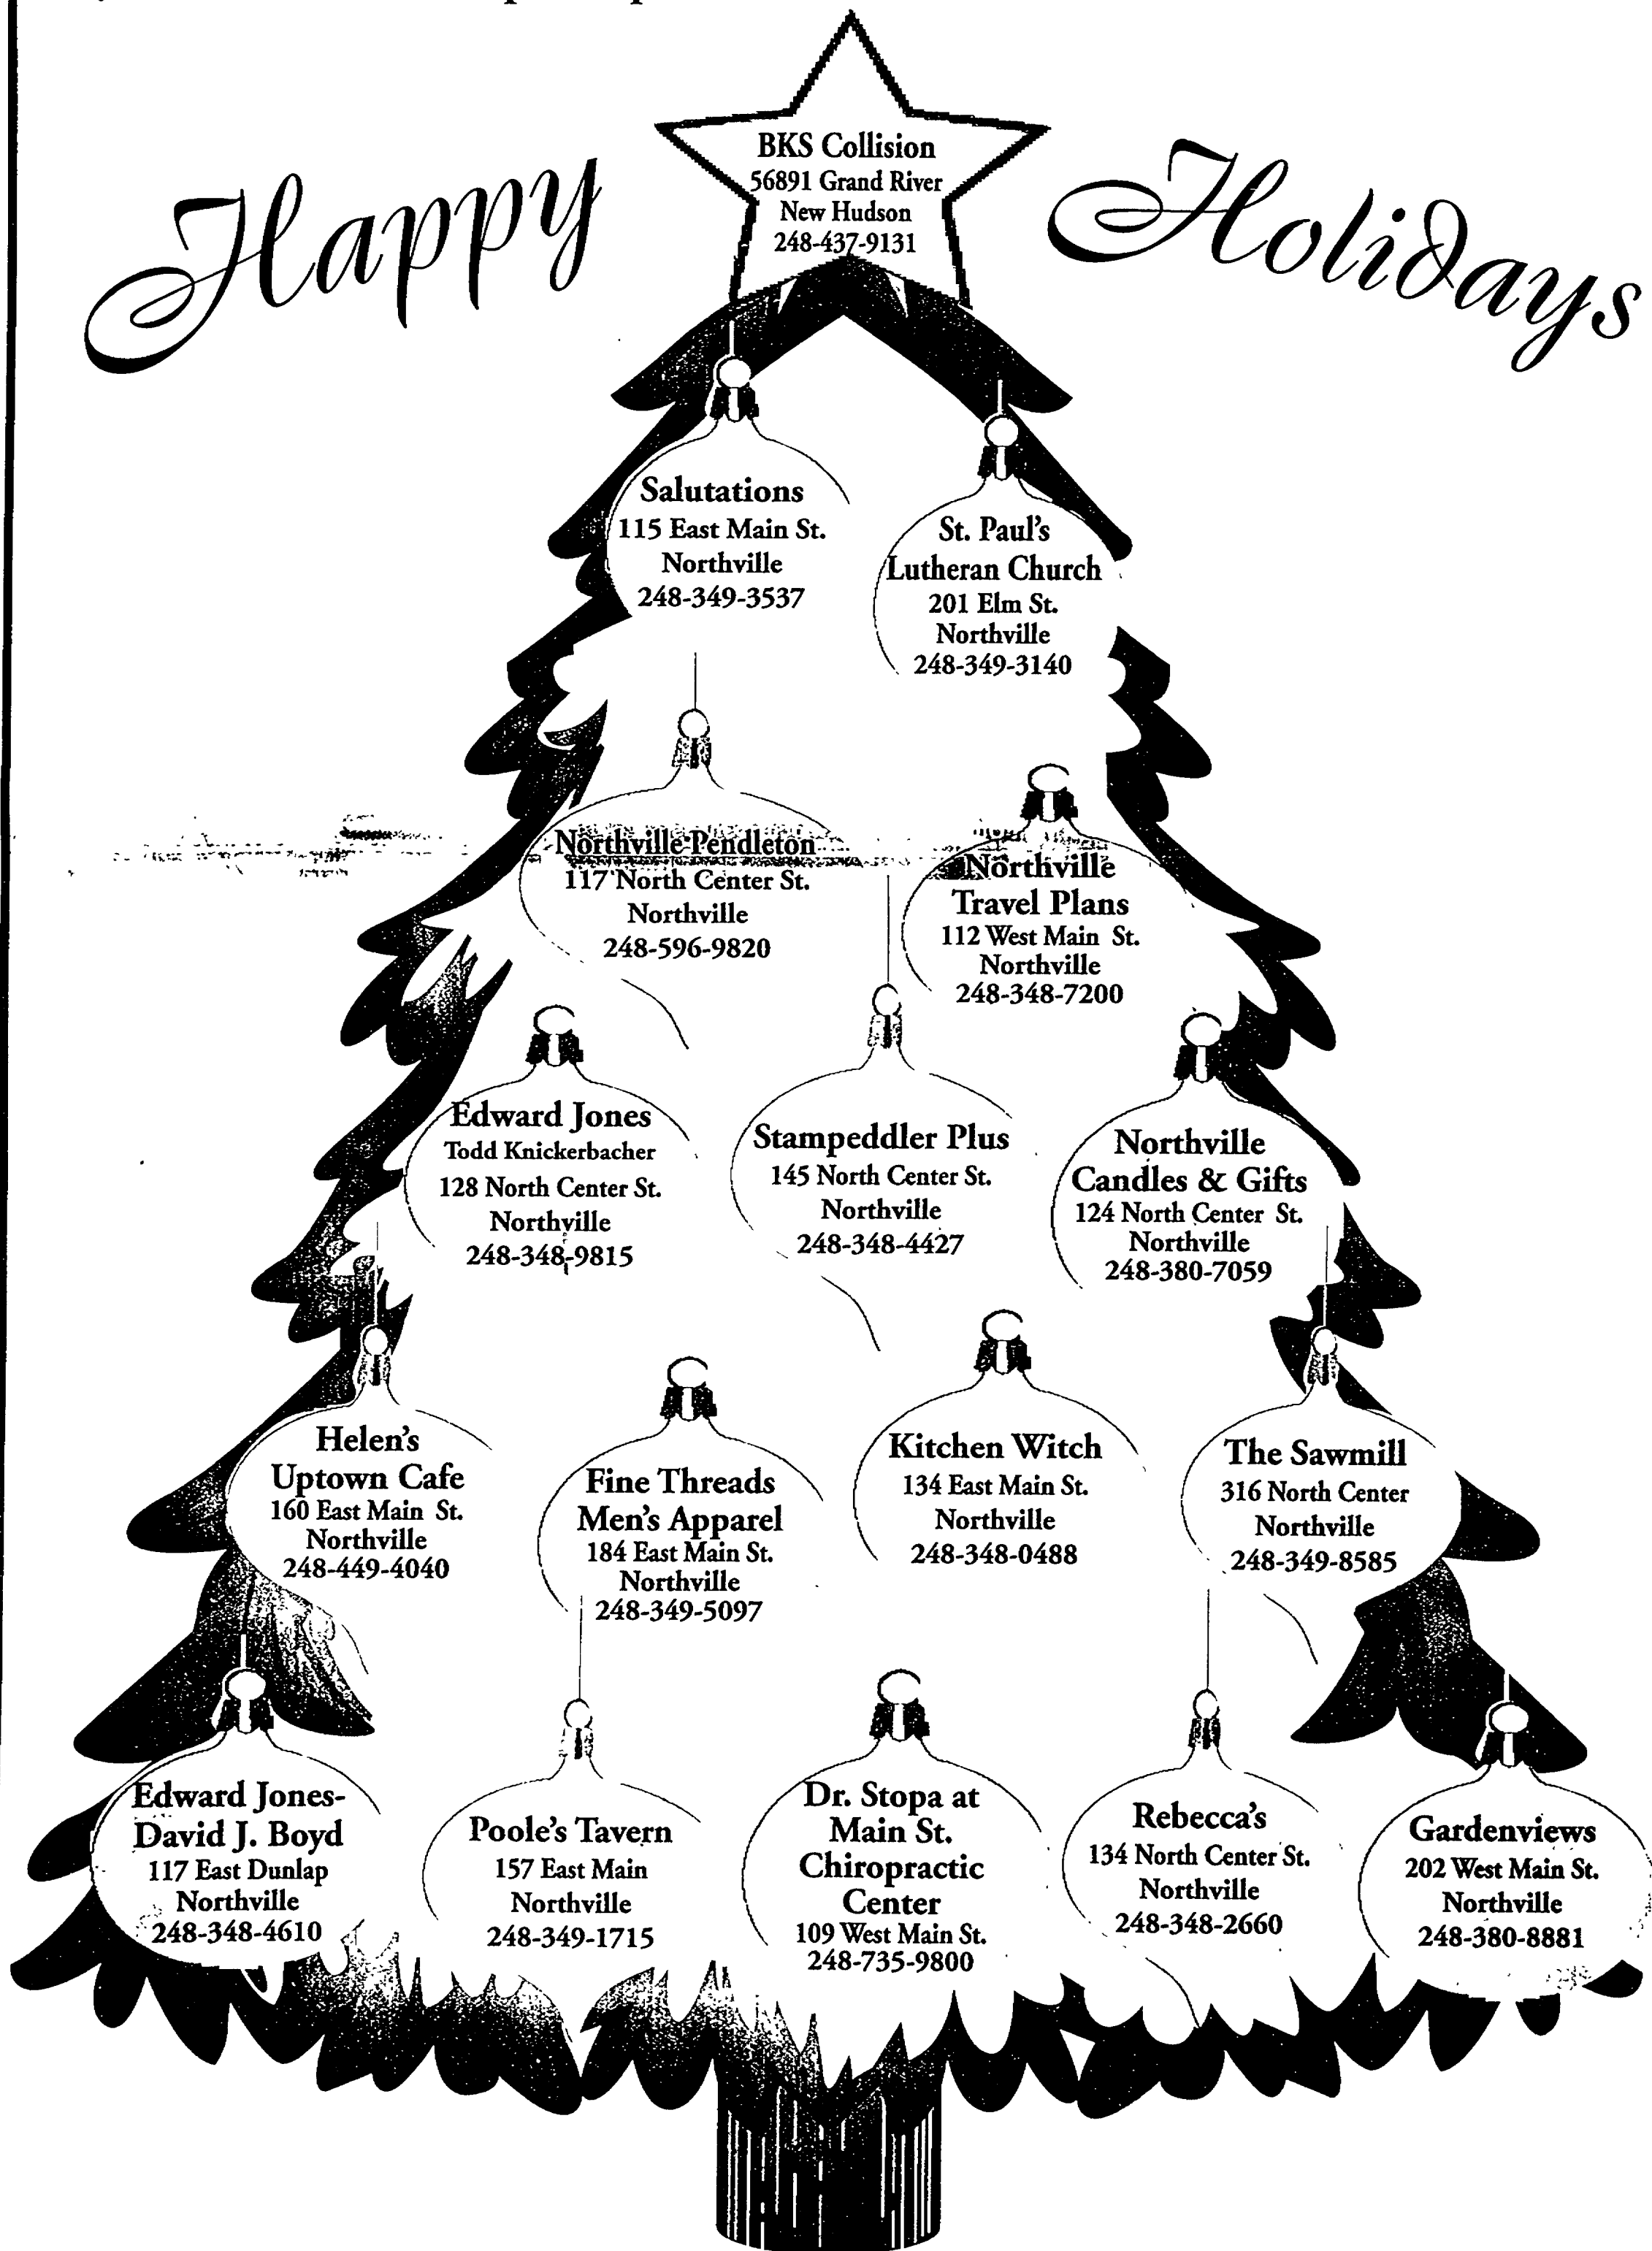 Happy Holidays
BKS Collision
56891 Grand River
New Hudson
248-437-9131
Salutations
115 East Main St.
Northville
248-349-3537
St. Paul's
Lutheran Church
201 Elm St.
Northville
248-349-3140
Northville Pendleton
117 North Center St.
Northville
248-596-9820
Northville
Travel Plans
112 West Main St.
Northville
248-348-7200
Edward Jones
Todd Knickerbacher
128 North Center St.
Northville
248-348-9815
Stampeddler Plus
145 North Center St.
Northville
248-348-4427
Northville
Candles & Gifts
124 North Center St.
Northville
248-380-7059
Helen's
Uptown Cafe
160 East Main St.
Northville
248-449-4040
Fine Threads
Men's Apparel
184 East Main St.
Northville
248-349-5097
Kitchen Witch
134 East Main St.
Northville
248-348-0488
The Sawmill
316 North Center
Northville
248-349-8585
Edward Jones-
David J. Boyd
117 East Dunlap
Northville
248-348-4610
Poole's Tavern
157 East Main
Northville
248-349-1715
Dr. Stopa at
Main St.
Chiropractic
Center
109 West Main St.
248-735-9800
Rebecca's
134 North Center St.
Northville
248-348-2660
Gardenviews
202 West Main St.
Northville
248-380-8881